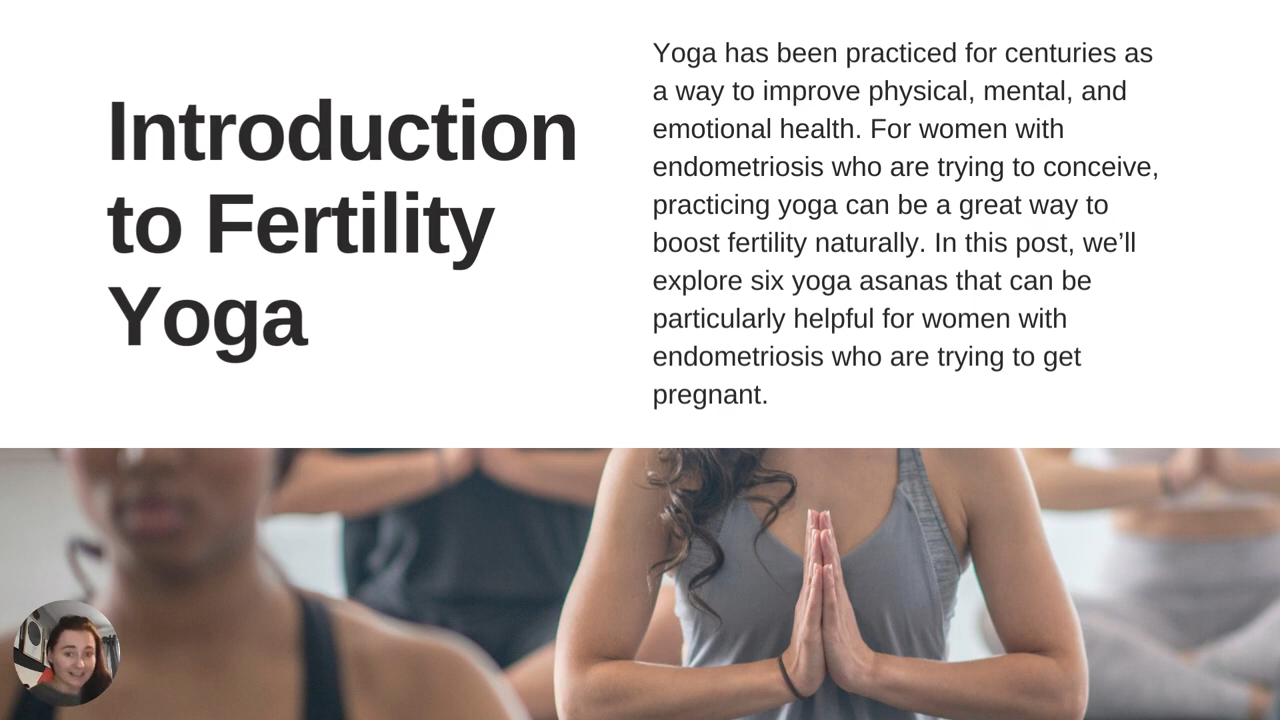 Introduction
to Fertility
Yoga
Yoga has been practiced for centuries as
a way to improve physical, mental, and
emotional health. For women with
endometriosis who are trying to conceive,
practicing yoga can be a great way to
boost fertility naturally. In this post, we’ll
explore six yoga asanas that can be
particularly helpful for women with
endometriosis who are trying to get
pregnant.